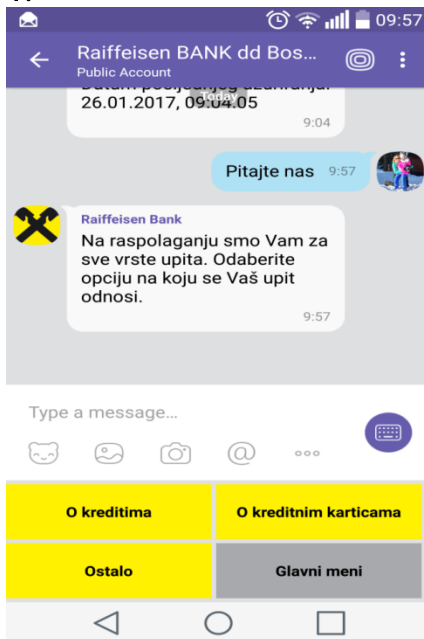 09:57
Raiffeisen BANK dd Bos...
Public Account
Today
26.01.2017, 09:04.05
9:04
Pitajte nas 9:57
Raiffeisen Bank
Na raspolaganju smo Vam za
sve vrste upita. Odaberite
opciju na koju se Vaš upit
odnosi.
9:57
Type a message...
O kreditima
O kreditnim karticama
Ostalo
Glavni meni